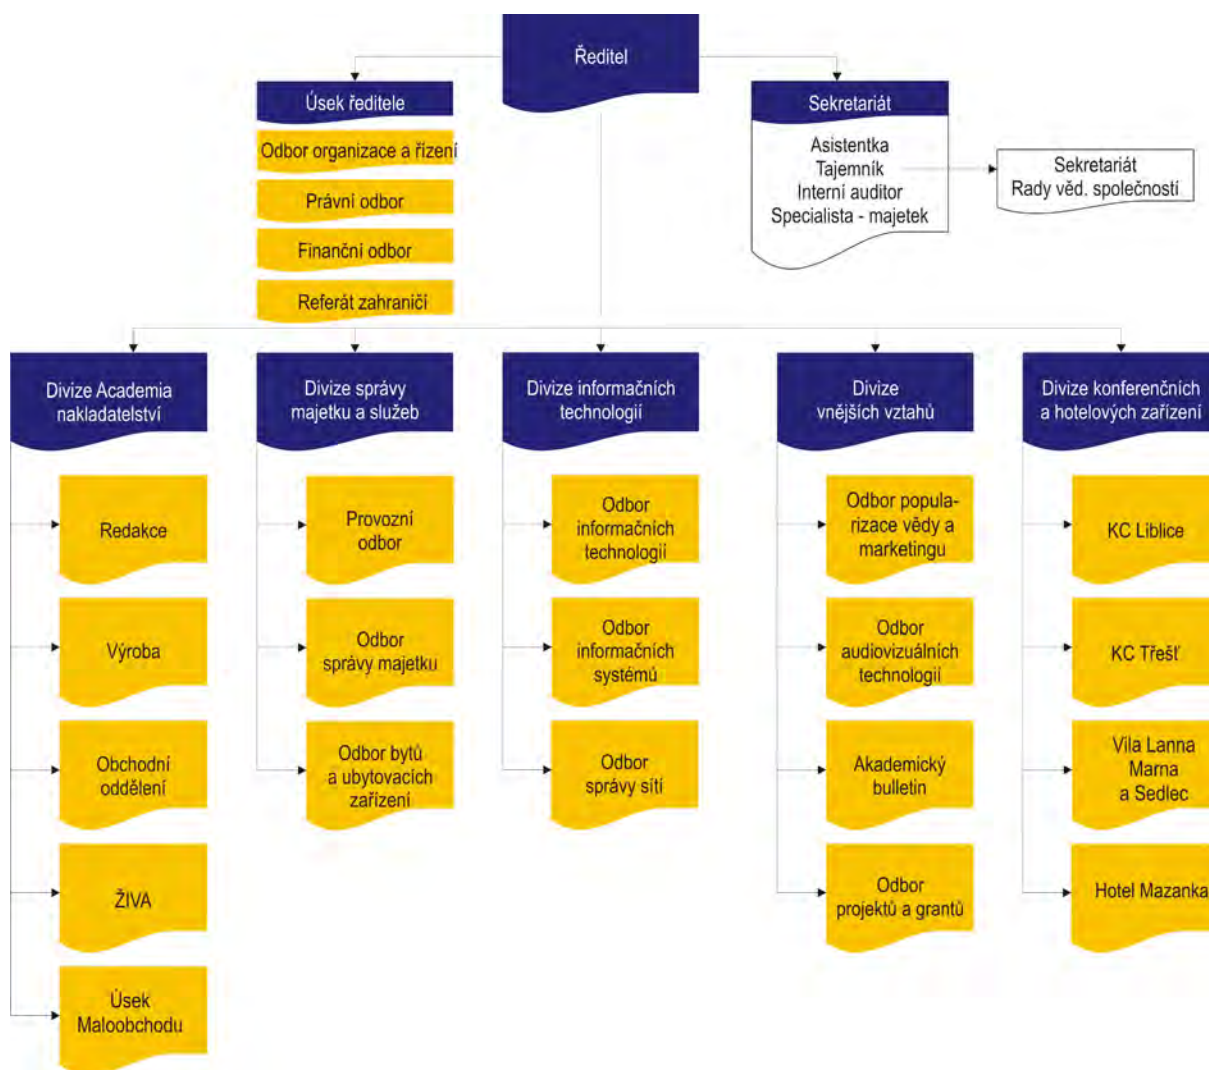 Ředitel
Úsek ředitele
Odbor organizace a řízení
Právní odbor
Finanční odbor
Referát zahraničí
Sekretariát
Asistentka
Tajemník
Interní auditor
Specialista - majetek
Sekretariát
Rady věd. společností
Divize Academia
nakladatelství
Redakce
Výroba
Obchodní
oddělení
ŽIVA
Úsek
Maloobchodu
Divize správy
majetku a služeb
Provozní
odbor
Odbor
správy majetku
Odbor bytů
a ubytovacích
zařízení
Divize informačních
technologií
Odbor
informačních
technologií
Odbor
informačních
systémů
Odbor
správy sítí
Divize
vnějších vztahů
Odbor popula-
rizace vědy a
marketingu
Odbor
audiovizuálních
technologií
Akademický
bulletin
Odbor
projektů a grantů
Divize konferenčních
a hotelových zařízení
KC Liblice
KC Třešť
Vila Lanna
Marna
a Sedlec
Hotel Mazanka